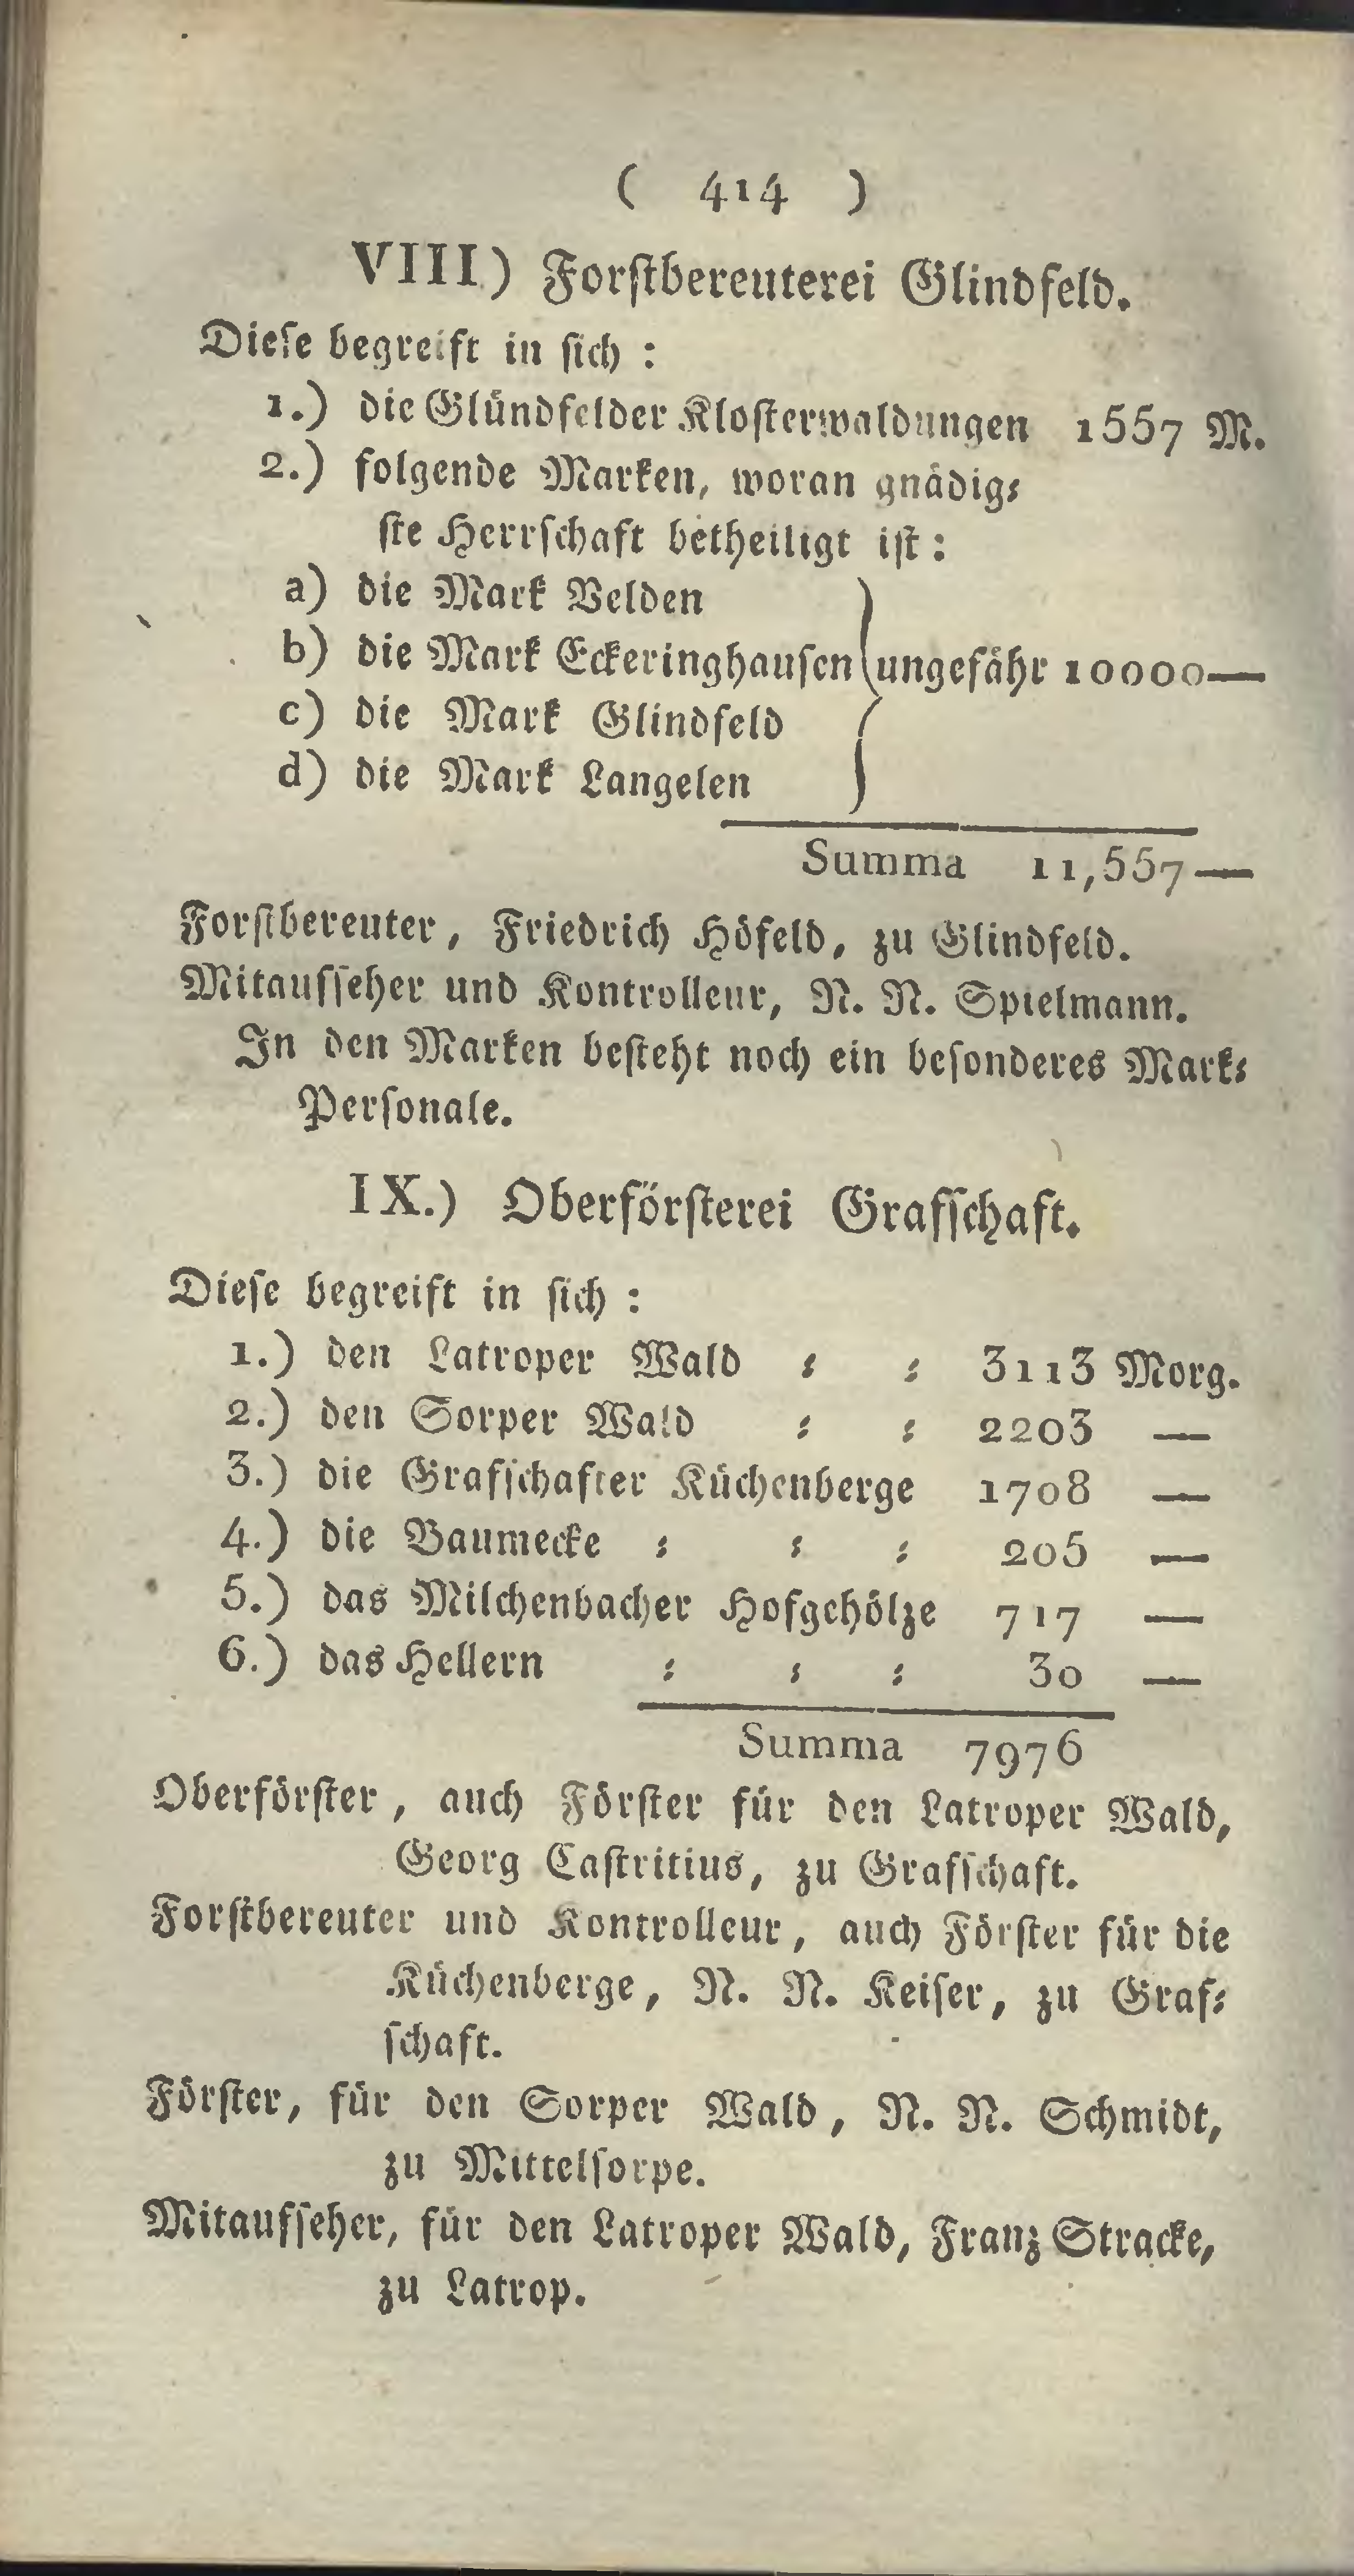 ( 414 )
VIII) Forſtbereuterei Glindfeld.
Dieſe begreift in ſich :
1.) die Glündfelder Kloſterwaldungen 1557 M.
2.) folgende Marken, woran gnädig⸗
ſte Herrſchaft betheiligt iſt :
a) die Mark Velden
b) die Mark Eckeringhauſen } ungefähr 10000—
c) die Mark Glindfeld
d) die Mark Langelen
Summa 11,557—
Forſtbereuter, Friedrich Höfeld, zu Glindfeld.
Mitaufſeher und Kontrolleur, N. N. Spielmann.
In den Marken beſteht noch ein beſonderes Mark⸗
Perſonale.
IX.) Oberförſterei Grafſchaft.
Dieſe begreift in ſich :
1.) den Latroper Wald ⸗ ⸗ 3113 Morg.
2.) den Sorper Wald ⸗ ⸗ 2203 —
3.) die Grafſchafter Küchenberge 1708 —
4.) die Baumecke ⸗ ⸗ ⸗ 205 —
5.) das Milchenbacher Hofgehölze 717 —
6.) das Hellern ⸗ ⸗ ⸗ 30 —
Summa 7976
Oberförſter, auch Förſter für den Latroper Wald,
Georg Caſtritius, zu Grafſchaft.
Forſtbereuter und Kontrolleur, auch Förſter für die
Küchenberge, N. N. Keiſer, zu Graf⸗
ſchaft.
Förſter, für den Sorper Wald, N. N. Schmidt,
zu Mittelſorpe.
Mitaufſeher, für den Latroper Wald, Franz Stracke,
zu Latrop.